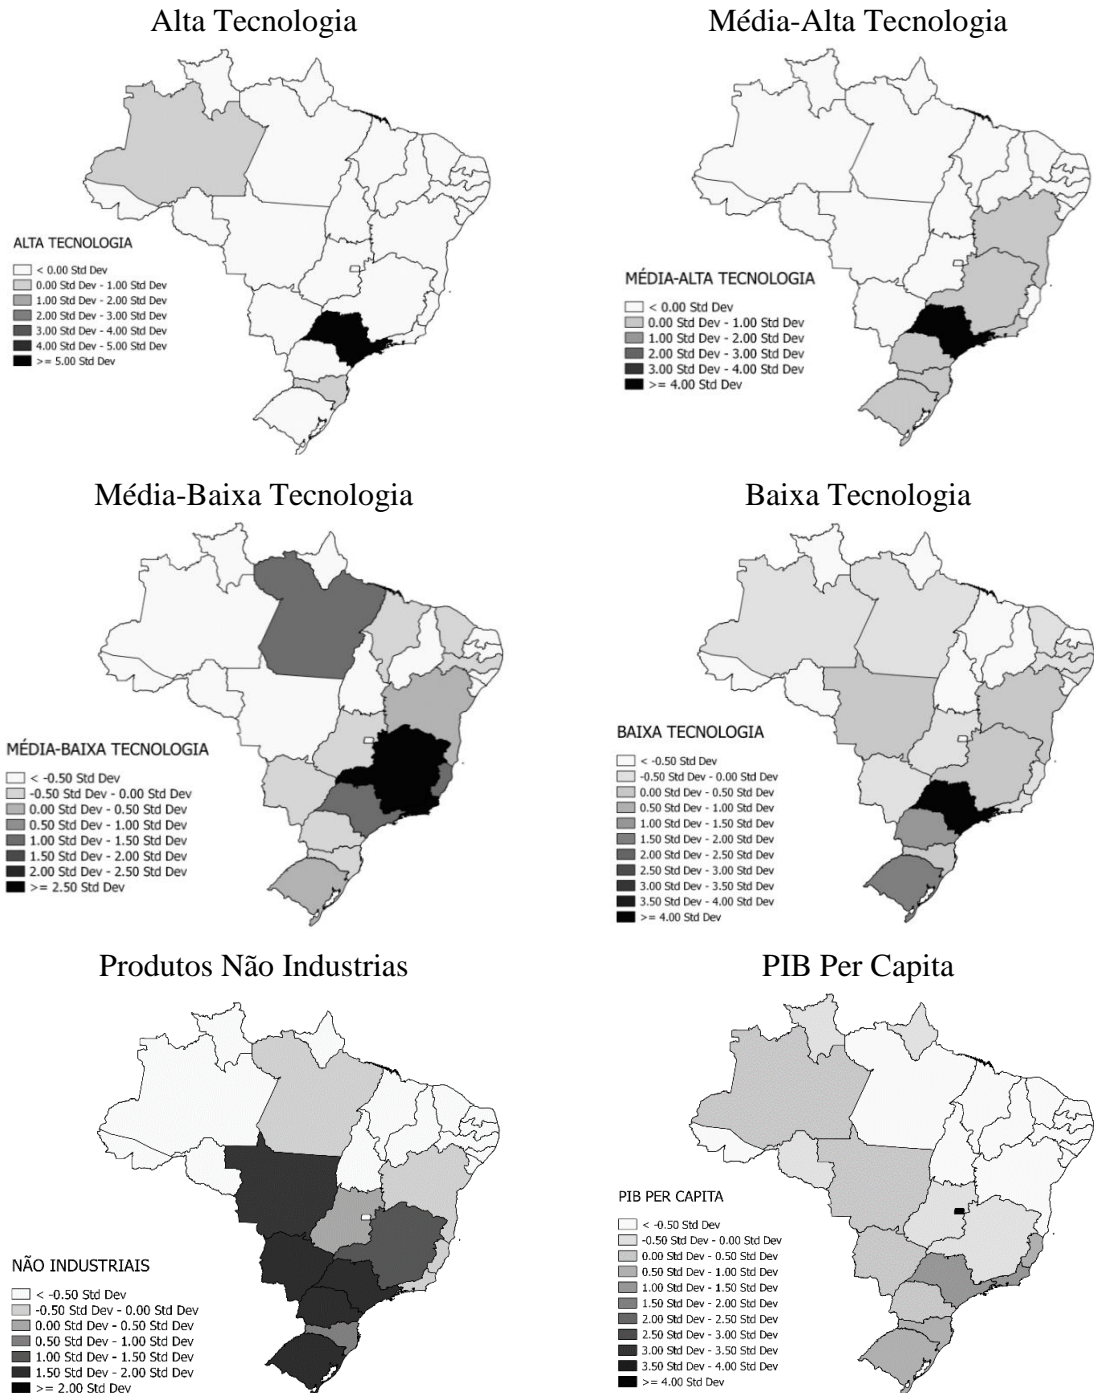 Alta Tecnologia
Média-Alta Tecnologia
ALTA TECNOLOGIA
< 0.00 Std Dev
0.00 Std Dev - 1.00 Std Dev
1.00 Std Dev - 2.00 Std Dev
2.00 Std Dev - 3.00 Std Dev
3.00 Std Dev - 4.00 Std Dev
4.00 Std Dev - 5.00 Std Dev
>= 5.00 Std Dev
MÉDIA-ALTA TECNOLOGIA
< 0.00 Std Dev
0.00 Std Dev - 1.00 Std Dev
1.00 Std Dev - 2.00 Std Dev
2.00 Std Dev - 3.00 Std Dev
3.00 Std Dev - 4.00 Std Dev
>= 4.00 Std Dev
Média-Baixa Tecnologia
Baixa Tecnologia
MÉDIA-BAIXA TECNOLOGIA
< -0.50 Std Dev
-0.50 Std Dev - 0.00 Std Dev
0.00 Std Dev - 0.50 Std Dev
0.50 Std Dev - 1.00 Std Dev
1.00 Std Dev - 1.50 Std Dev
1.50 Std Dev - 2.00 Std Dev
2.00 Std Dev - 2.50 Std Dev
>= 2.50 Std Dev
BAIXA TECNOLOGIA
< -0.50 Std Dev
-0.50 Std Dev - 0.00 Std Dev
0.00 Std Dev - 0.50 Std Dev
0.50 Std Dev - 1.00 Std Dev
1.00 Std Dev - 1.50 Std Dev
1.50 Std Dev - 2.00 Std Dev
2.00 Std Dev - 2.50 Std Dev
2.50 Std Dev - 3.00 Std Dev
3.00 Std Dev - 3.50 Std Dev
3.50 Std Dev - 4.00 Std Dev
>= 4.00 Std Dev
Produtos Não Industrias
PIB Per Capita
NÃO INDUSTRIAIS
< -0.50 Std Dev
-0.50 Std Dev - 0.00 Std Dev
0.00 Std Dev - 0.50 Std Dev
0.50 Std Dev - 1.00 Std Dev
1.00 Std Dev - 1.50 Std Dev
1.50 Std Dev - 2.00 Std Dev
>= 2.00 Std Dev
PIB PER CAPITA
< -0.50 Std Dev
-0.50 Std Dev - 0.00 Std Dev
0.00 Std Dev - 0.50 Std Dev
0.50 Std Dev - 1.00 Std Dev
1.00 Std Dev - 1.50 Std Dev
1.50 Std Dev - 2.00 Std Dev
2.00 Std Dev - 2.50 Std Dev
2.50 Std Dev - 3.00 Std Dev
3.00 Std Dev - 3.50 Std Dev
3.50 Std Dev - 4.00 Std Dev
>= 4.00 Std Dev